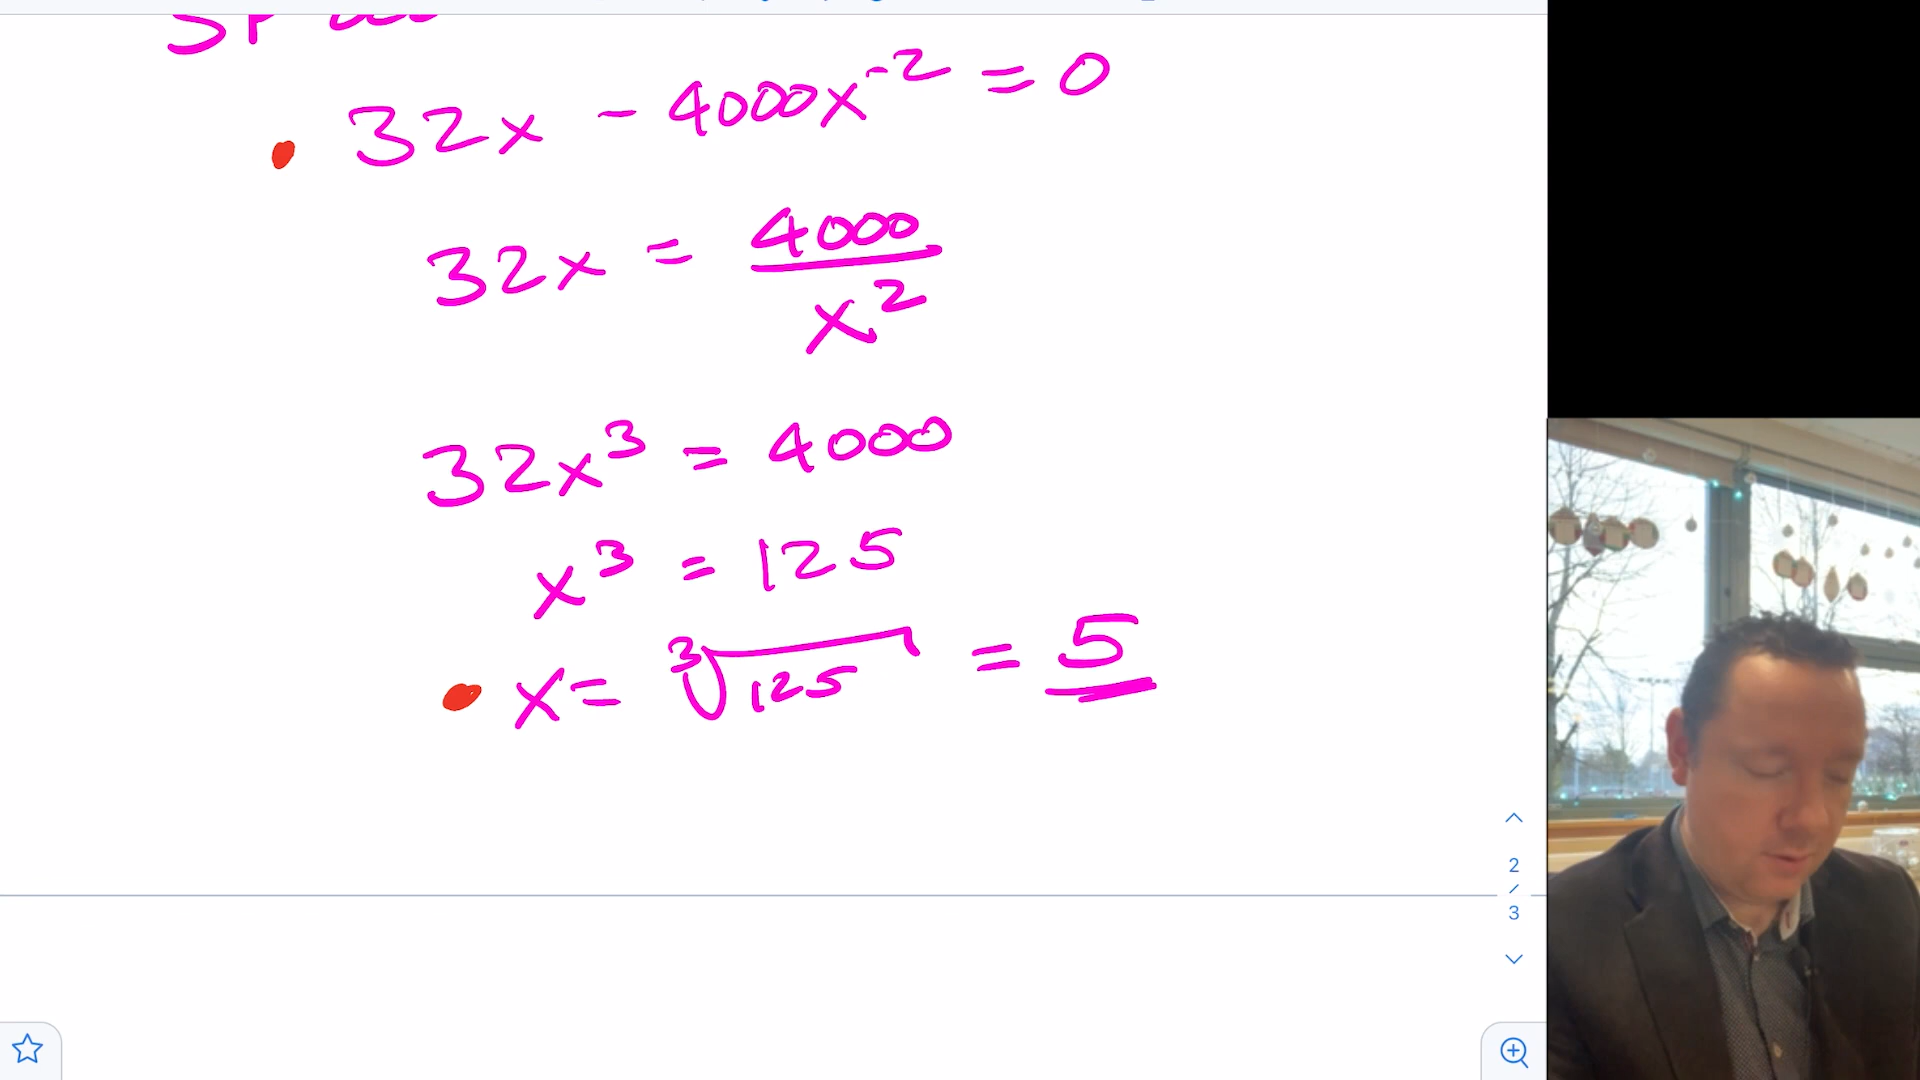 32x - 4000x⁻² = 0
32x = 4000/x²
32x³ = 4000
x³ = 125
x = ∛125 = 5
2
/
3